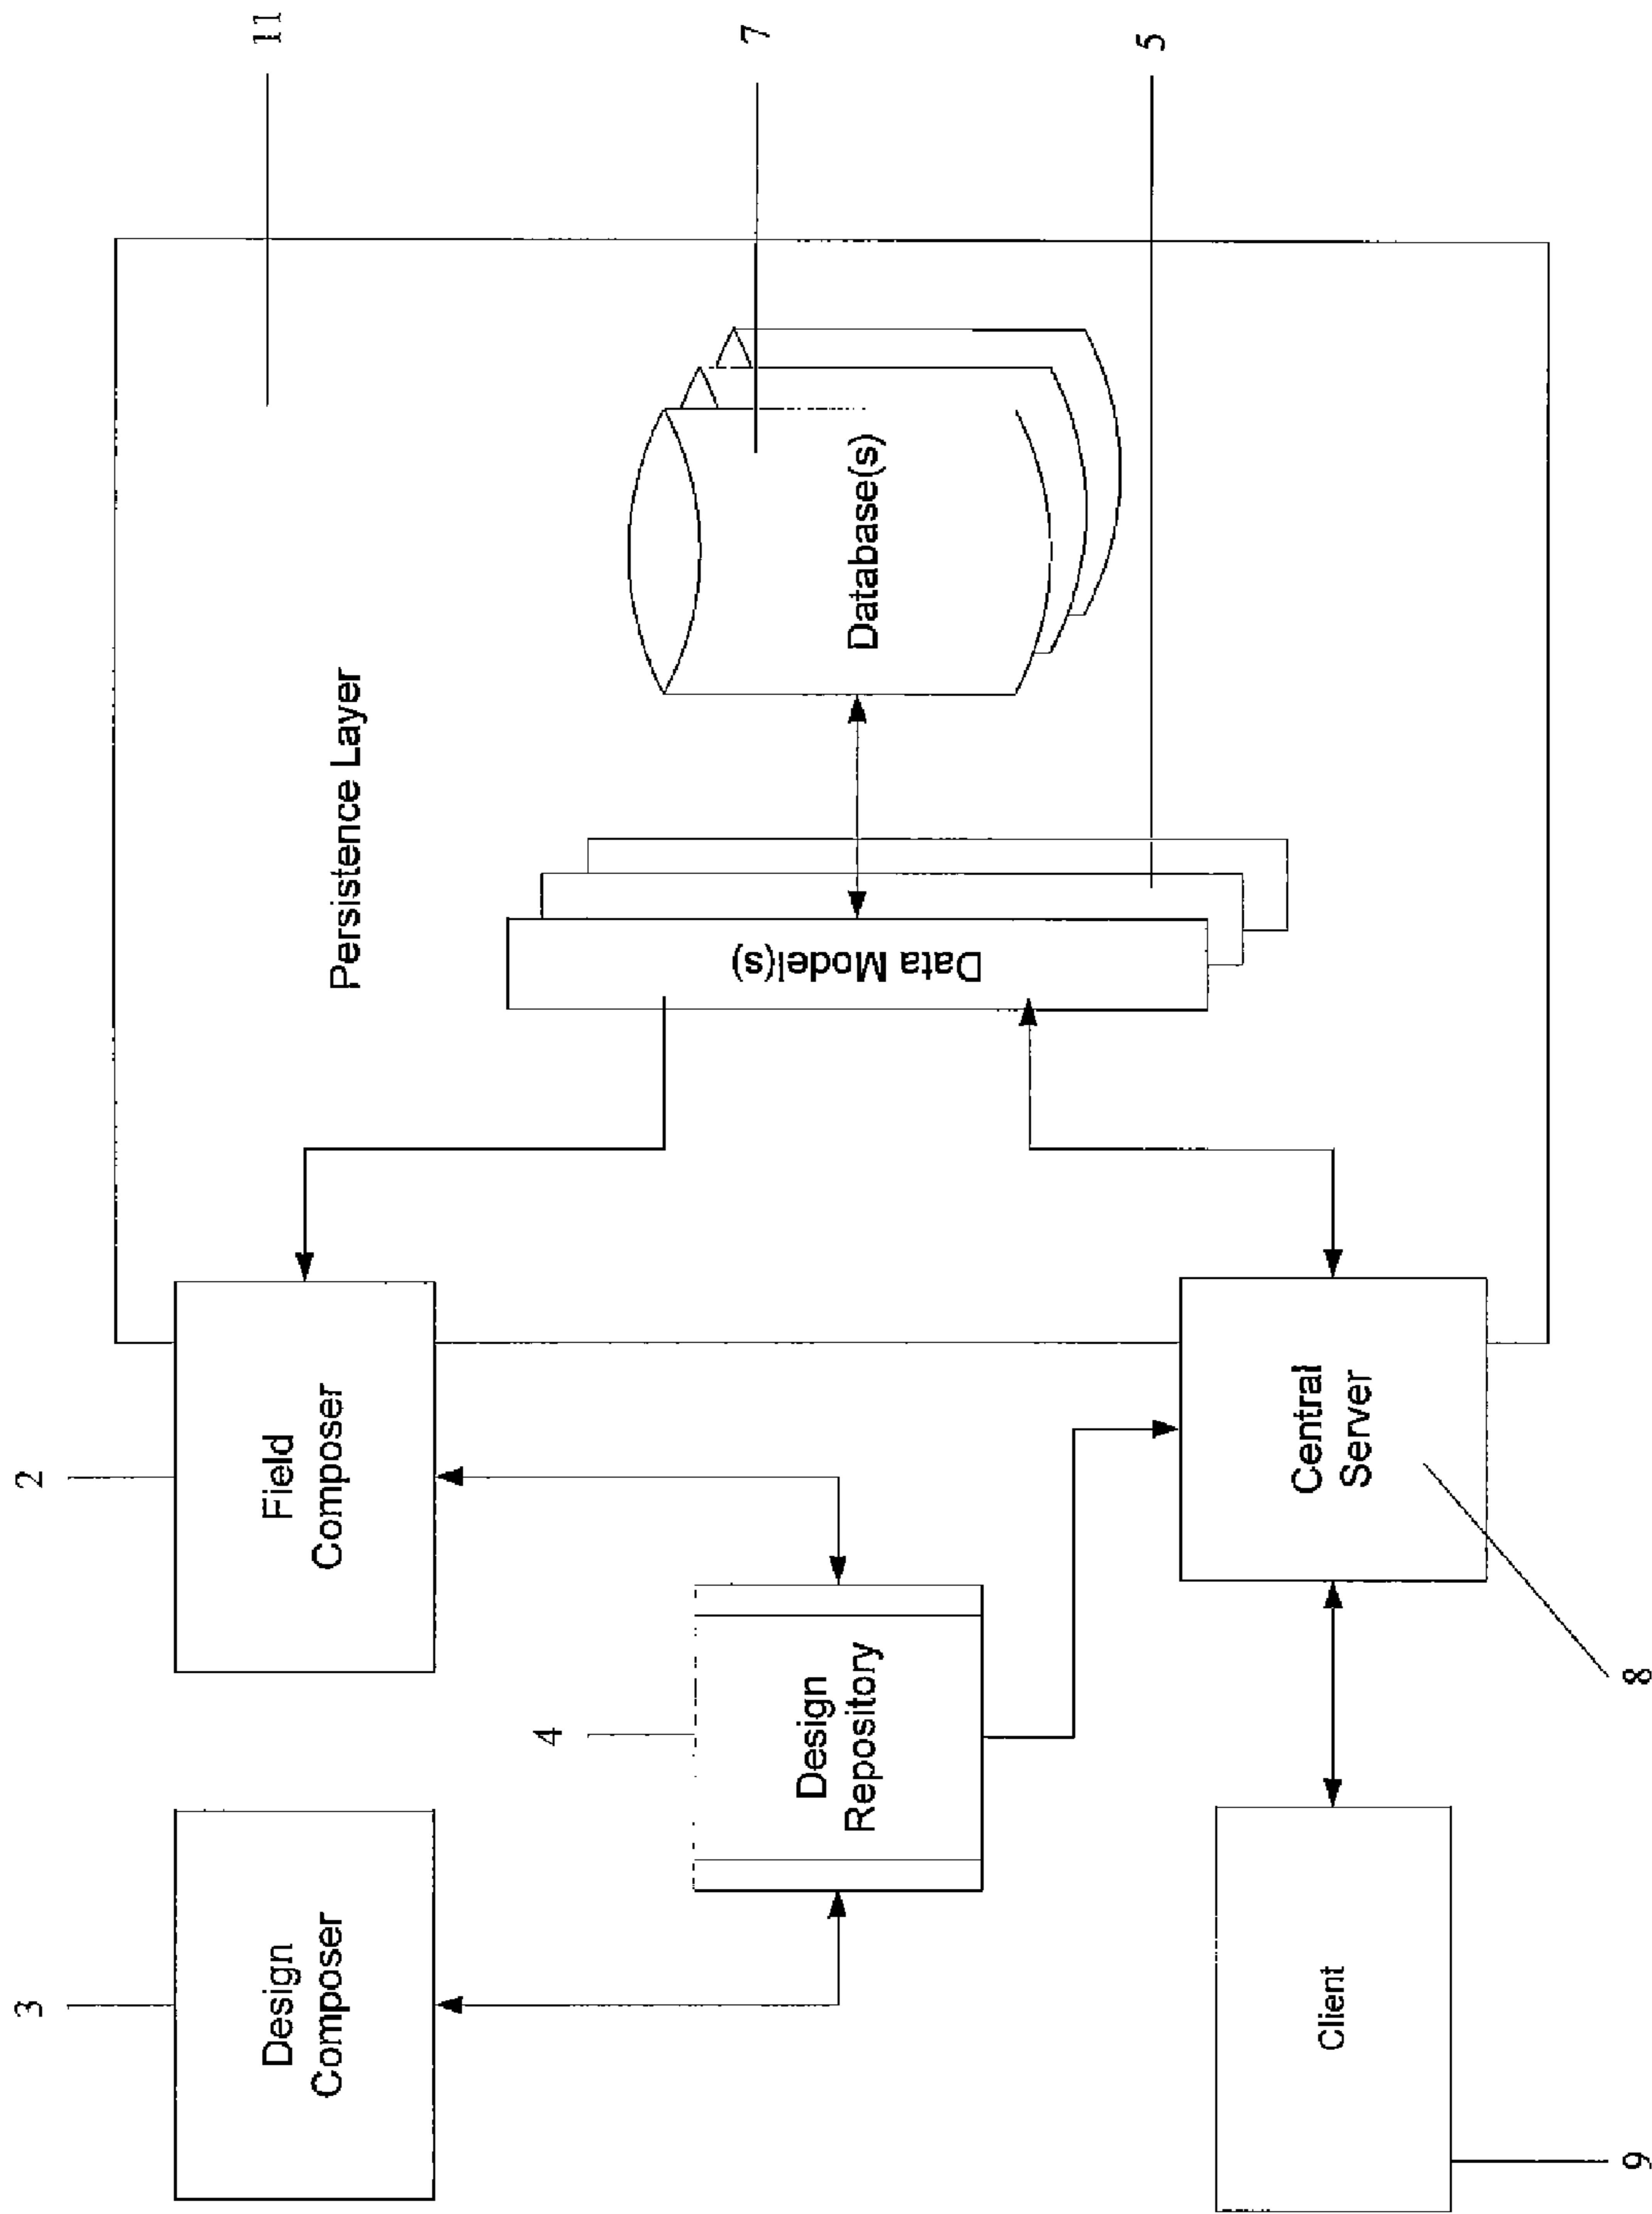 3
2
11
Design
Composer
Field
Composer
Persistence Layer
7
4
Design
Repository
Data Model(s)
Database(s)
5
Client
Central
Server
9
8